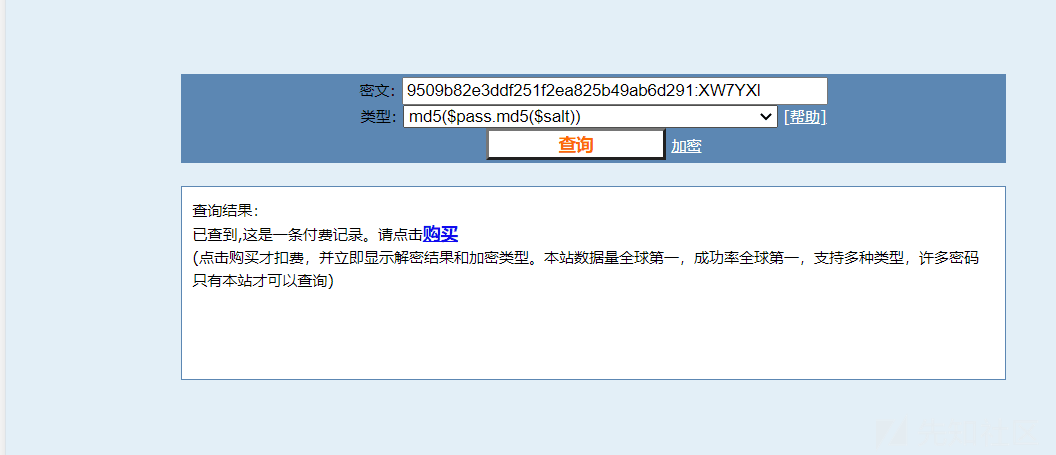 密文：9509b82e3ddf251f2ea825b49ab6d291:XW7YXl
类型：md5($pass.md5($salt)) [帮助]
查询 加密
查询结果：
已查到,这是一条付费记录。请点击购买
(点击购买才扣费，并立即显示解密结果和加密类型。本站数据量全球第一，成功率全球第一，支持多种类型，许多密码
只有本站才可以查询)